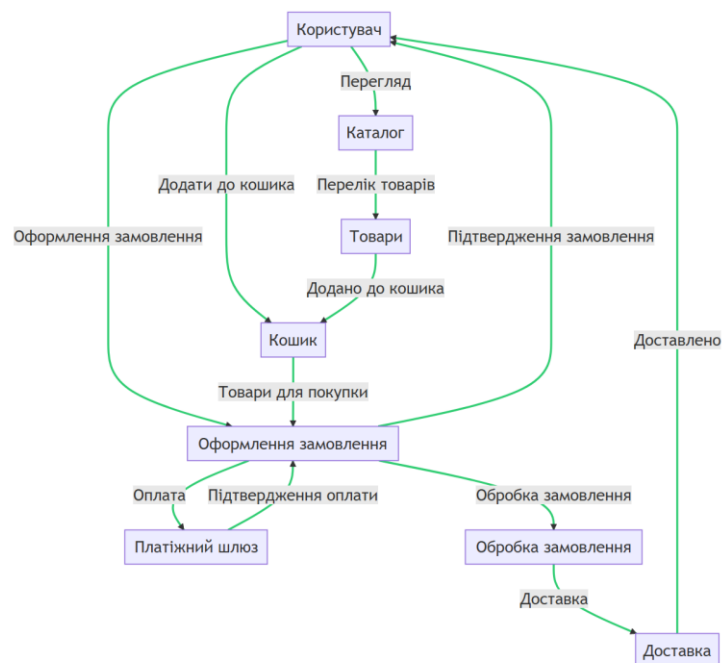 Користувач
Перегляд
Каталог
Додати до кошика
Перелік товарів
Оформлення замовлення
Товари
Підтвердження замовлення
Додано до кошика
Кошик
Доставлено
Товари для покупки
Оформлення замовлення
Оплата
Підтвердження оплати
Обробка замовлення
Платіжний шлюз
Обробка замовлення
Доставка
Доставка